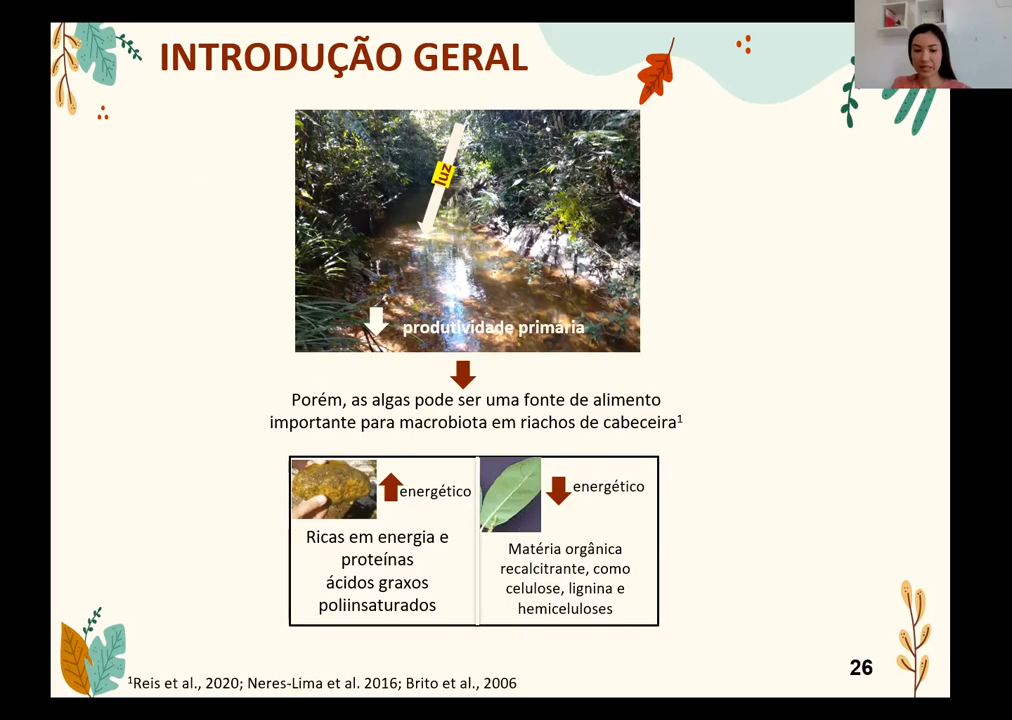 INTRODUÇÃO GERAL
luz
produtividade primária
Porém, as algas pode ser uma fonte de alimento
importante para macrobiota em riachos de cabeceira¹
energético
Ricas em energia e
proteínas
ácidos graxos
poliinsaturados
energético
Matéria orgânica
recalcitrante, como
celulose, lignina e
hemiceluloses
26
¹Reis et al., 2020; Neres-Lima et al. 2016; Brito et al., 2006